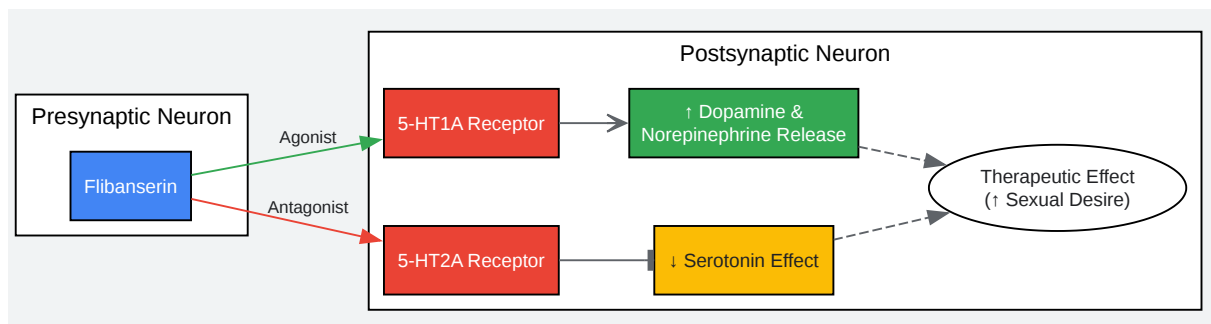 Postsynaptic Neuron
Presynaptic Neuron
Flibanserin
Agonist
Antagonist
5-HT1A Receptor
↑ Dopamine &
Norepinephrine Release
5-HT2A Receptor
↓ Serotonin Effect
Therapeutic Effect
(↑ Sexual Desire)